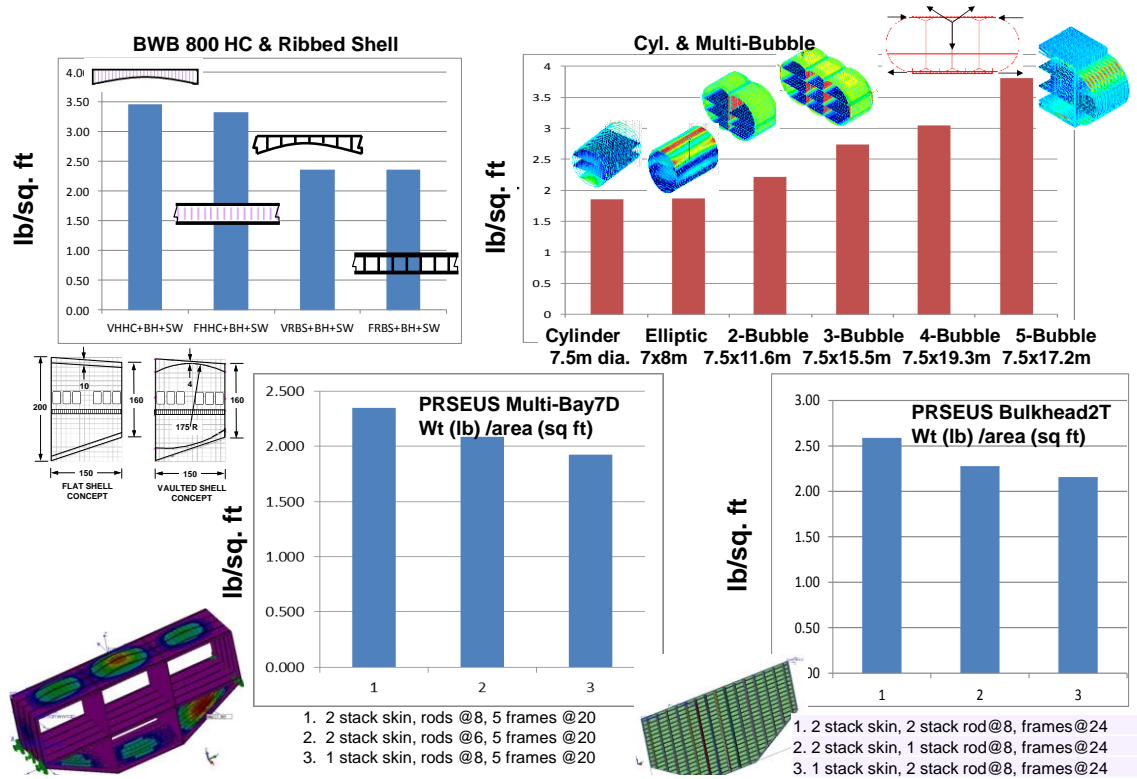 BWB 800 HC & Ribbed Shell
4.00
3.50
3.00
2.50
2.00
1.50
1.00
0.50
0.00
lb/sq. ft
VHHC+BH+SW FHHC+BH+SW VRBS+BH+SW FRBS+BH+SW
Cyl. & Multi-Bubble
4
3.5
3
2.5
2
1.5
1
0.5
0
lb/sq. ft
Cylinder Elliptic 2-Bubble 3-Bubble 4-Bubble 5-Bubble
7.5m dia. 7x8m 7.5x11.6m 7.5x15.5m 7.5x19.3m 7.5x17.2m
200
10
160
150
FLAT SHELL
CONCEPT
4
175 R
160
150
VAULTED SHELL
CONCEPT
PRSEUS Multi-Bay7D
Wt (lb) /area (sq ft)
2.500
2.000
1.500
1.000
0.500
0.000
lb/sq. ft
1 2 3
1. 2 stack skin, rods @8, 5 frames @20
2. 2 stack skin, rods @6, 5 frames @20
3. 1 stack skin, rods @8, 5 frames @20
PRSEUS Bulkhead2T
Wt (lb) /area (sq ft)
3.00
2.50
2.00
1.50
1.00
0.50
00
lb/sq. ft
1 2 3
1. 2 stack skin, 2 stack rod@8, frames@24
2. 2 stack skin, 1 stack rod@8, frames@24
3. 1 stack skin, 2 stack rod@8, frames@24